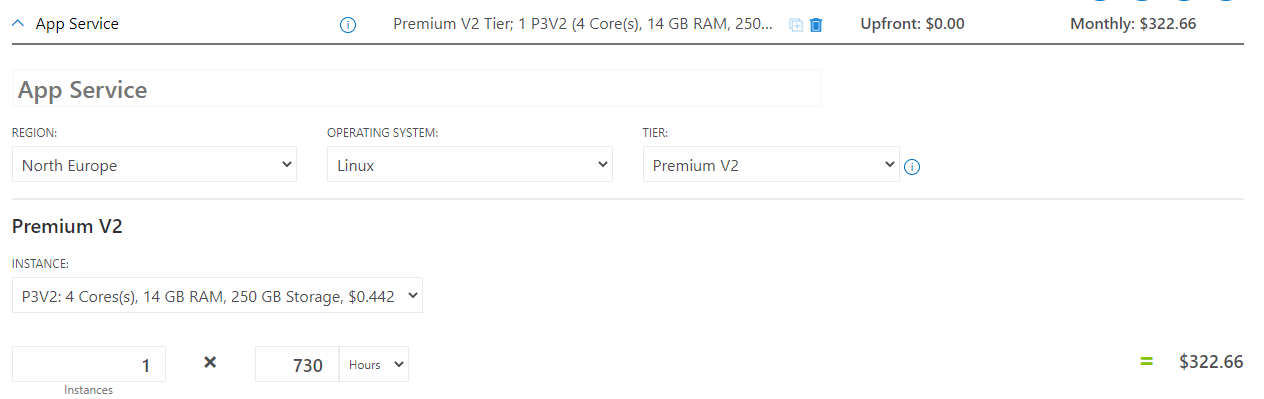 App Service Premium V2 Tier; 1 P3V2 (4 Core(s), 14 GB RAM, 250... Upfront: $0.00 Monthly: $322.66
App Service
REGION: OPERATING SYSTEM: TIER:
North Europe Linux Premium V2
Premium V2
INSTANCE:
P3V2: 4 Cores(s), 14 GB RAM, 250 GB Storage, $0.442
1 × 730 Hours = $322.66
Instances